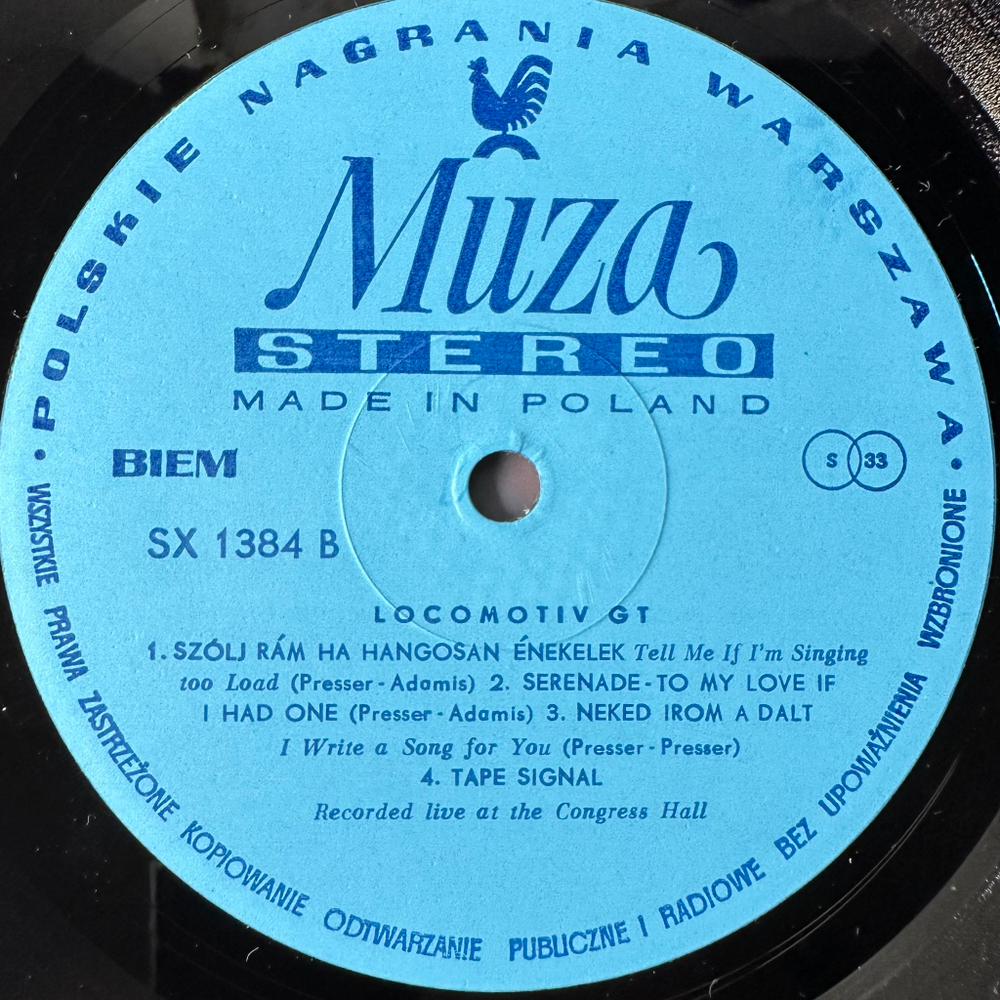 POLSKIE NAGRANIA WARSZAWA
Muza
STEREO
MADE IN POLAND
BIEM
S 33
SX 1384 B
LOCOMOTIV GT
1. SZÓLJ RÁM HA HANGOSAN ÉNEKELEK Tell Me If I'm Singing
too Load (Presser - Adamis) 2. SERENADE - TO MY LOVE IF
I HAD ONE (Presser - Adamis) 3. NEKED IROM A DALT
I Write a Song for You (Presser - Presser)
4. TAPE SIGNAL
Recorded live at the Congress Hall
WSZYSTKIE PRAWA ZASTRZEŻONE KOPIOWANIE ODTWARZANIE PUBLICZNE I RADIOWE BEZ UPOWAŻNIENIA WZBRONIONE